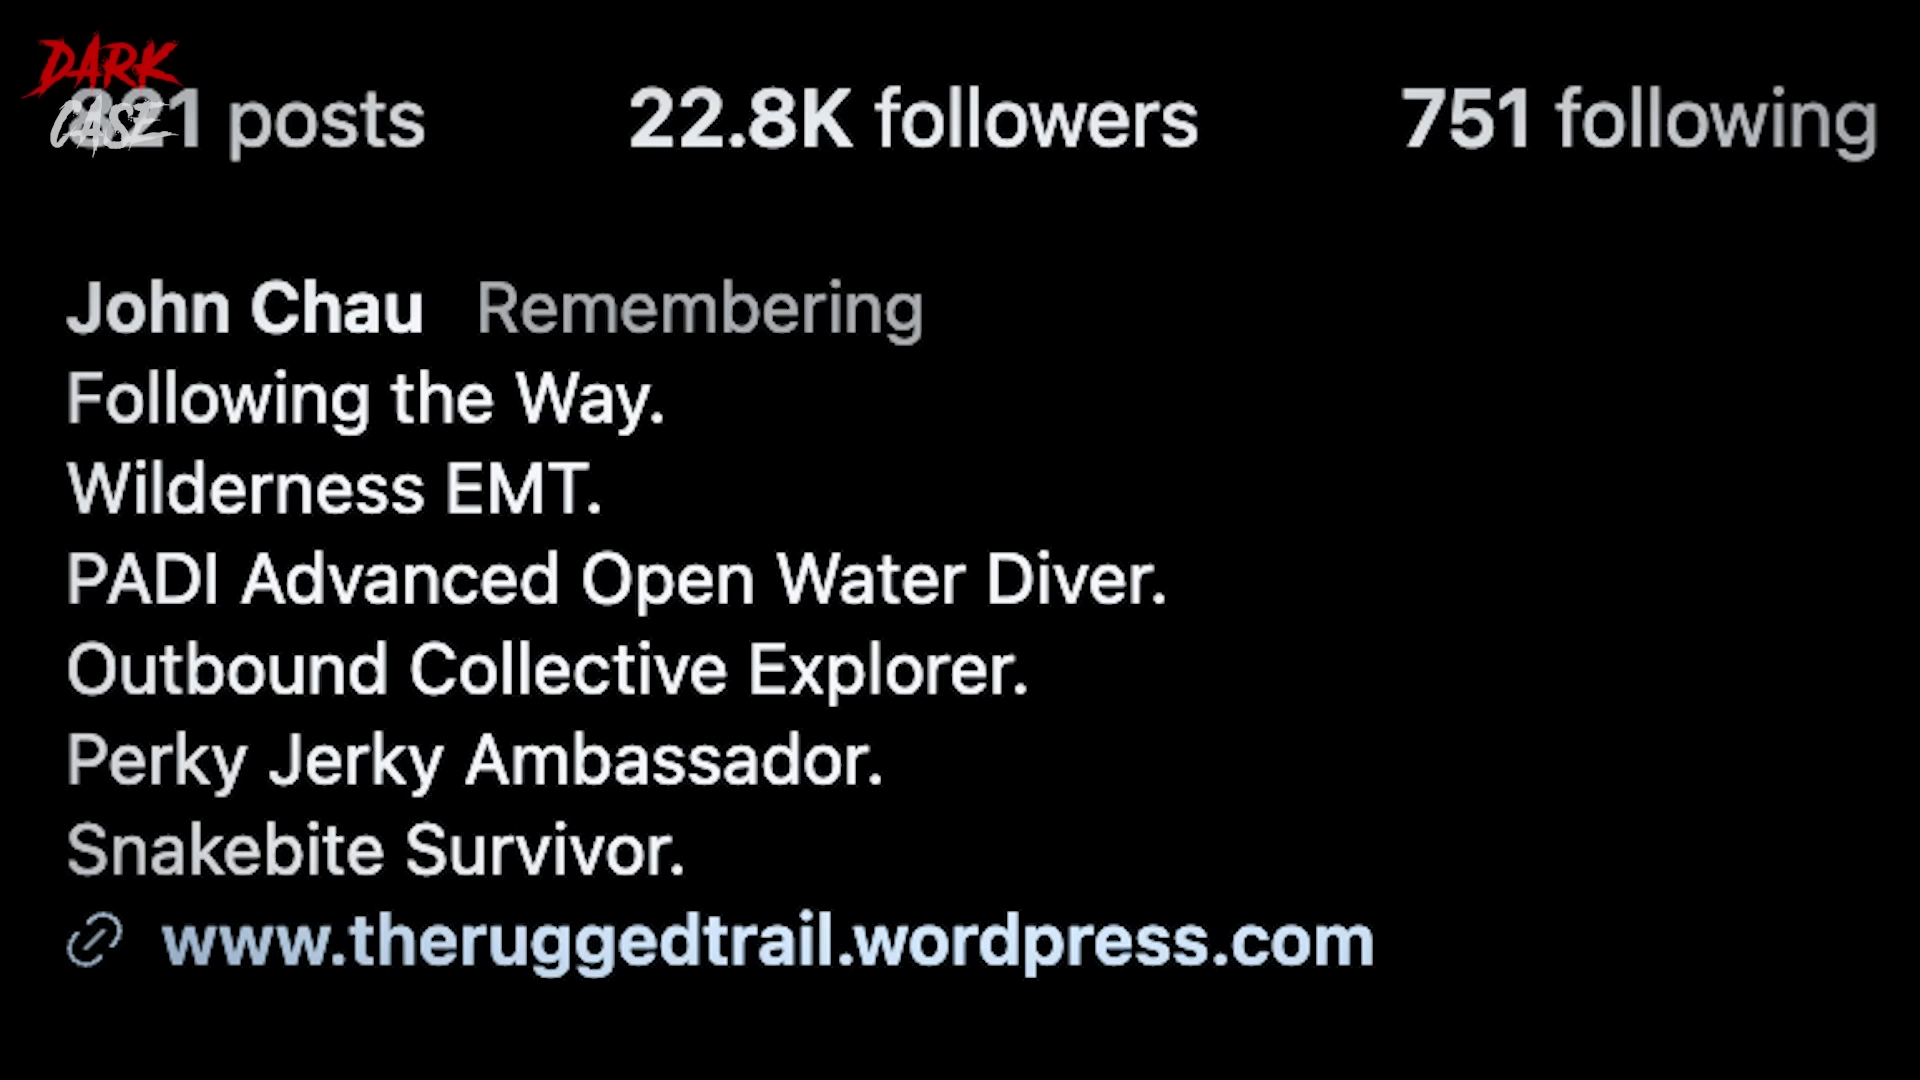 DARK
CASE
821 posts 22.8K followers 751 following
John Chau Remembering
Following the Way.
Wilderness EMT.
PADI Advanced Open Water Diver.
Outbound Collective Explorer.
Perky Jerky Ambassador.
Snakebite Survivor.
www.theruggedtrail.wordpress.com